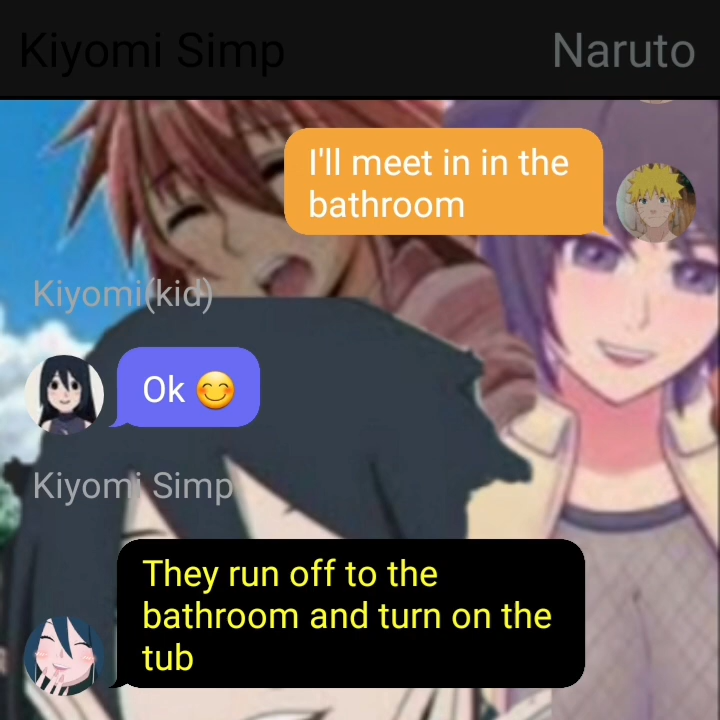 Kiyomi Simp Naruto
I'll meet in in the
bathroom
Kiyomi(kid)
Ok 😊
Kiyomi Simp
They run off to the
bathroom and turn on the
tub